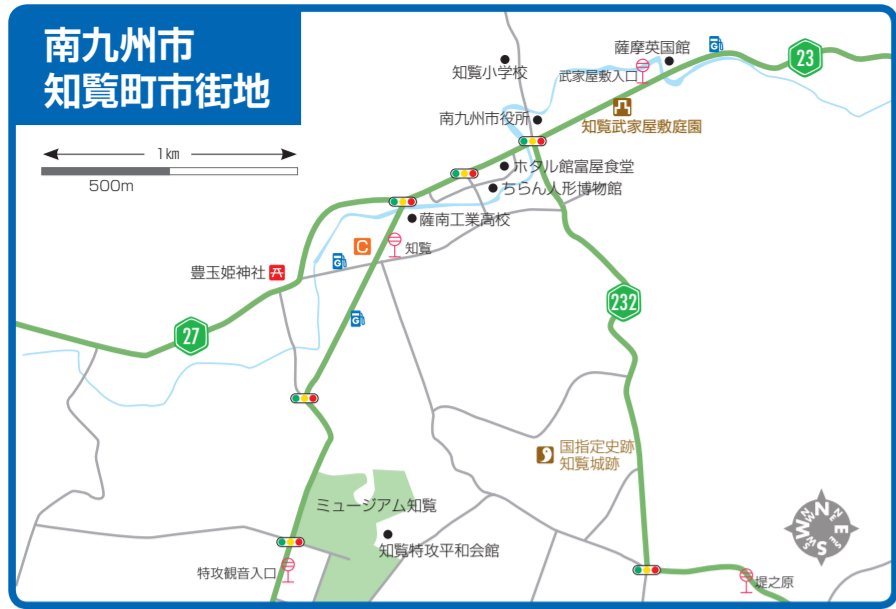 南九州市
知覧町市街地
1km
500m
薩摩英国館
G
23
知覧小学校
武家屋敷入口
南九州市役所
知覧武家屋敷庭園
ホタル館富屋食堂
ちらん人形博物館
薩南工業高校
C
知覧
G
豊玉姫神社
232
G
27
国指定史跡
知覧城跡
ミュージアム知覧
知覧特攻平和会館
特攻観音入口
堤之原
N
E
S
W